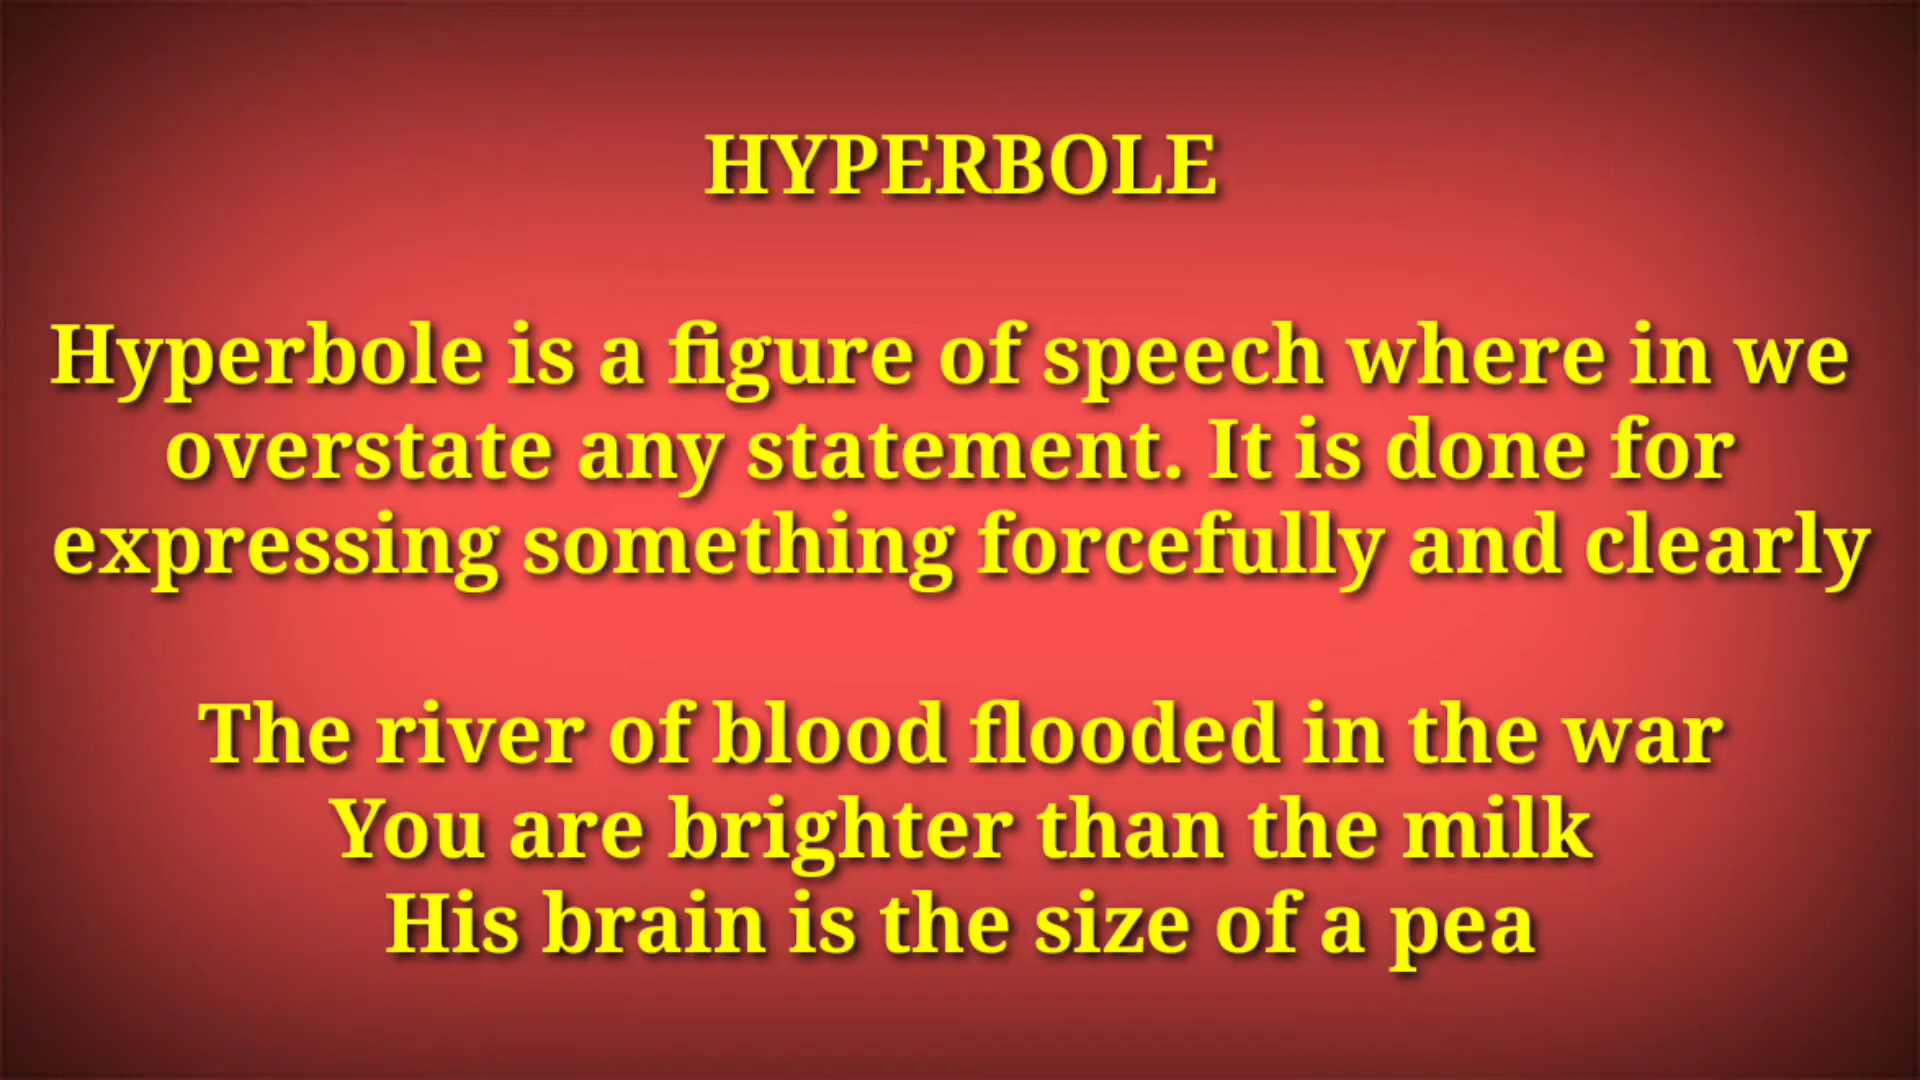 HYPERBOLE
Hyperbole is a figure of speech where in we
overstate any statement. It is done for
expressing something forcefully and clearly
The river of blood flooded in the war
You are brighter than the milk
His brain is the size of a pea